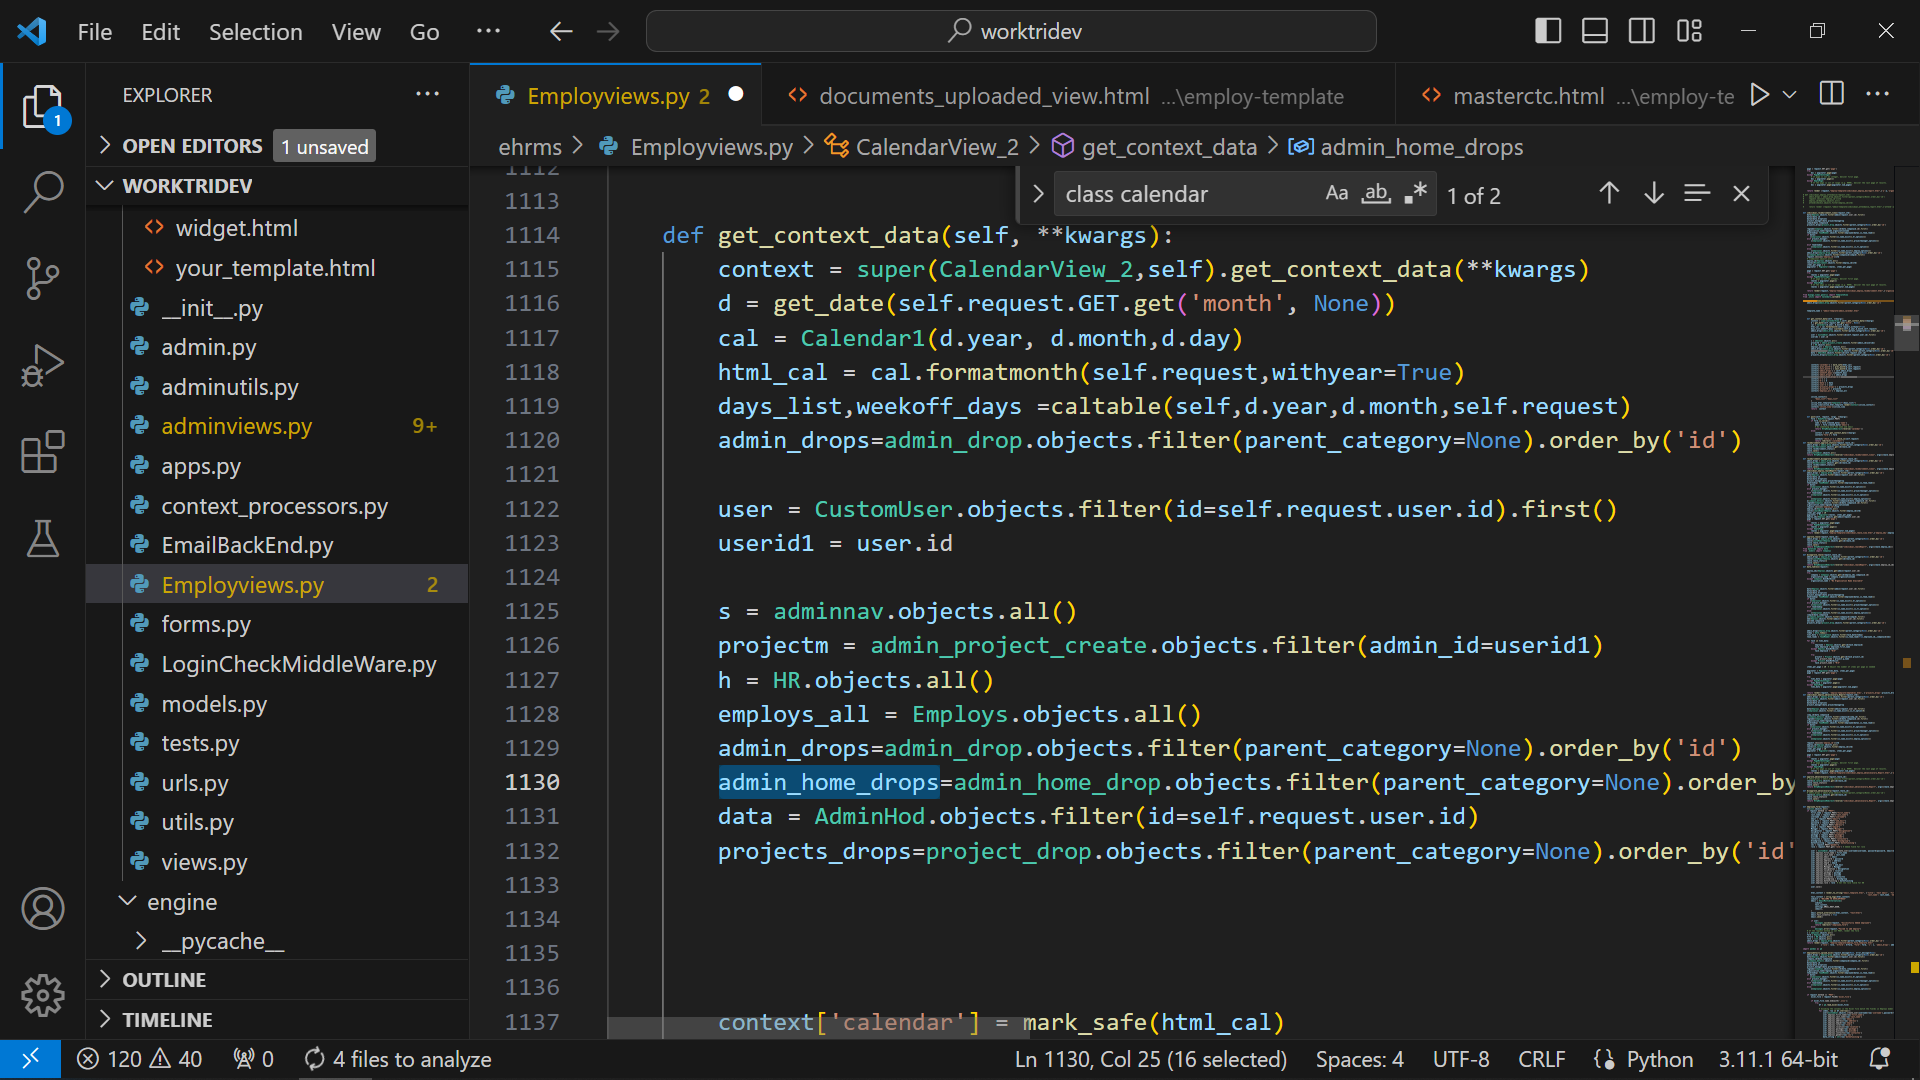 File Edit Selection View Go ··· worktridev
EXPLORER ···
OPEN EDITORS 1 unsaved
WORKTRIDEV
widget.html
your_template.html
__init__.py
admin.py
adminutils.py
adminviews.py 9+
apps.py
context_processors.py
EmailBackEnd.py
Employviews.py 2
forms.py
LoginCheckMiddleWare.py
models.py
tests.py
urls.py
utils.py
views.py
engine
__pycache__
OUTLINE
TIMELINE
1
Employviews.py 2 documents_uploaded_view.html ...\employ-template masterctc.html ...\employ-te ···
ehrms > Employviews.py > CalendarView_2 > get_context_data > admin_home_drops
class calendar Aa ab .* 1 of 2
1112
1113
1114 def get_context_data(self, **kwargs):
1115 context = super(CalendarView_2,self).get_context_data(**kwargs)
1116 d = get_date(self.request.GET.get('month', None))
1117 cal = Calendar1(d.year, d.month,d.day)
1118 html_cal = cal.formatmonth(self.request,withyear=True)
1119 days_list,weekoff_days =caltable(self,d.year,d.month,self.request)
1120 admin_drops=admin_drop.objects.filter(parent_category=None).order_by('id')
1121
1122 user = CustomUser.objects.filter(id=self.request.user.id).first()
1123 userid1 = user.id
1124
1125 s = adminnav.objects.all()
1126 projectm = admin_project_create.objects.filter(admin_id=userid1)
1127 h = HR.objects.all()
1128 employs_all = Employs.objects.all()
1129 admin_drops=admin_drop.objects.filter(parent_category=None).order_by('id')
1130 admin_home_drops=admin_home_drop.objects.filter(parent_category=None).order_by
1131 data = AdminHod.objects.filter(id=self.request.user.id)
1132 projects_drops=project_drop.objects.filter(parent_category=None).order_by('id'
1133
1134
1135
1136
1137 context['calendar'] = mark_safe(html_cal)
120 40 0 4 files to analyze Ln 1130, Col 25 (16 selected) Spaces: 4 UTF-8 CRLF Python 3.11.1 64-bit